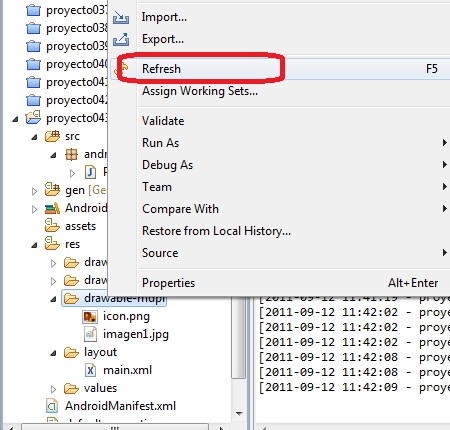 proyecto037
proyecto038
proyecto039
proyecto040
proyecto041
proyecto042
proyecto043
src
andr
gen [Ge
Android
assets
res
draw
draw
drawable-mdpi
icon.png
imagen1.jpg
layout
main.xml
values
AndroidManifest.xml
Import...
Export...
Refresh F5
Assign Working Sets...
Validate
Run As
Debug As
Team
Compare With
Restore from Local History...
Source
Properties Alt+Enter
[2011-09-12 11:41:19 - proye
[2011-09-12 11:42:02 - proye
[2011-09-12 11:42:02 - proye
[2011-09-12 11:42:02 - proye
[2011-09-12 11:42:08 - proye
[2011-09-12 11:42:08 - proye
[2011-09-12 11:42:09 - proye